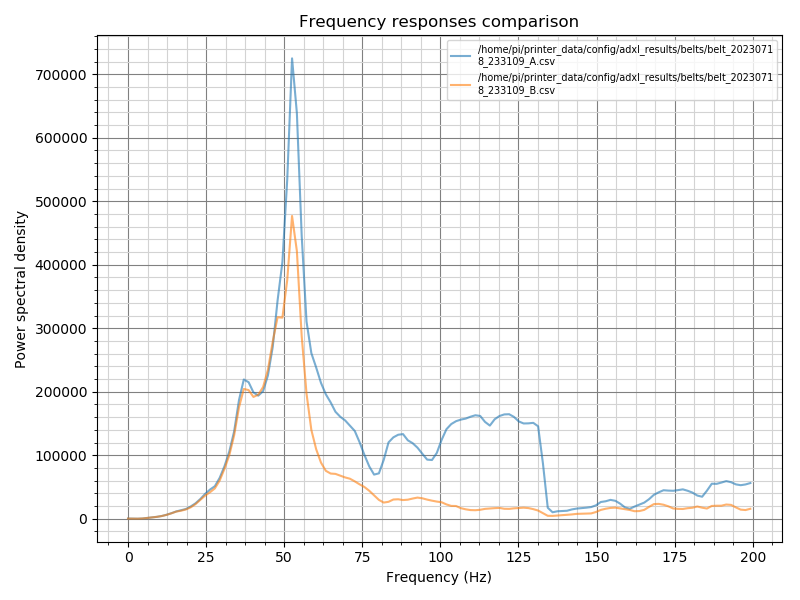 Frequency responses comparison
/home/pi/printer_data/config/adxl_results/belts/belt_2023071
8_233109_A.csv
/home/pi/printer_data/config/adxl_results/belts/belt_2023071
8_233109_B.csv
700000
600000
500000
400000
300000
200000
100000
0
Power spectral density
0 25 50 75 100 125 150 175 200
Frequency (Hz)